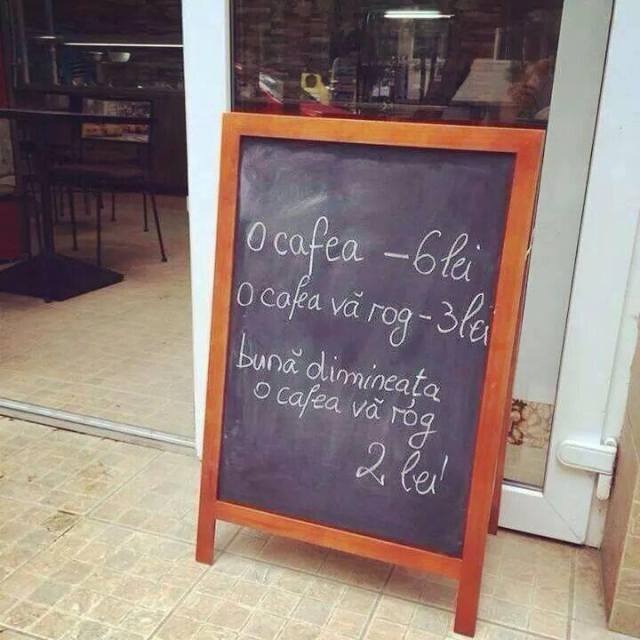 O cafea – 6 lei
O cafea vă rog – 3 lei
bună dimineața
o cafea vă rog
2 lei!